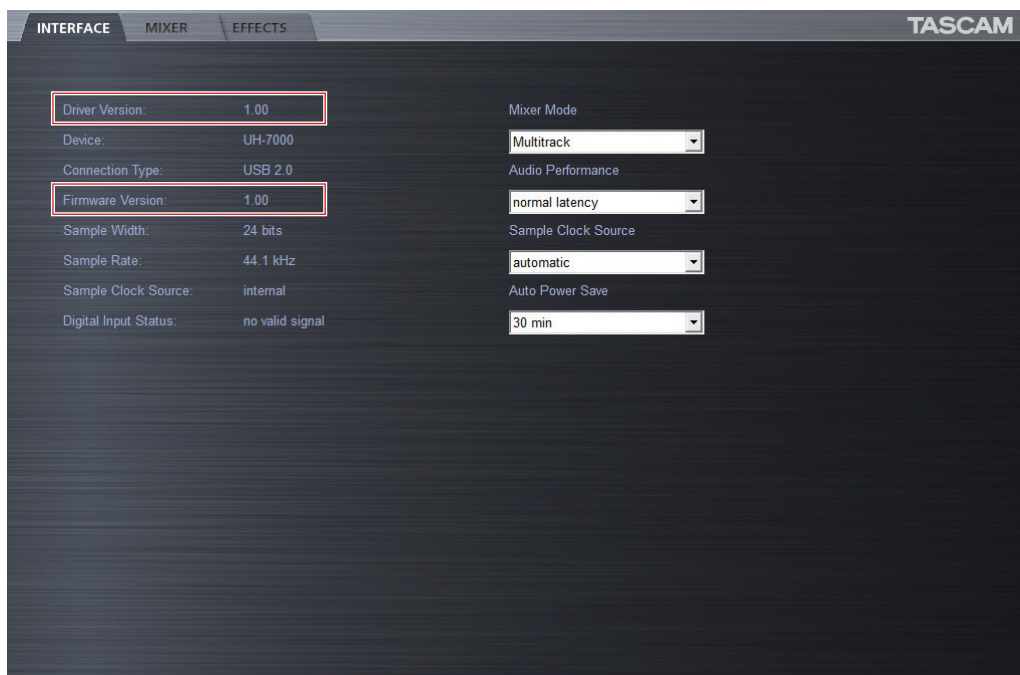 INTERFACE MIXER EFFECTS TASCAM
Driver Version: 1.00
Device: UH-7000
Connection Type: USB 2.0
Firmware Version: 1.00
Sample Width: 24 bits
Sample Rate: 44.1 kHz
Sample Clock Source: internal
Digital Input Status: no valid signal
Mixer Mode
Multitrack
Audio Performance
normal latency
Sample Clock Source
automatic
Auto Power Save
30 min